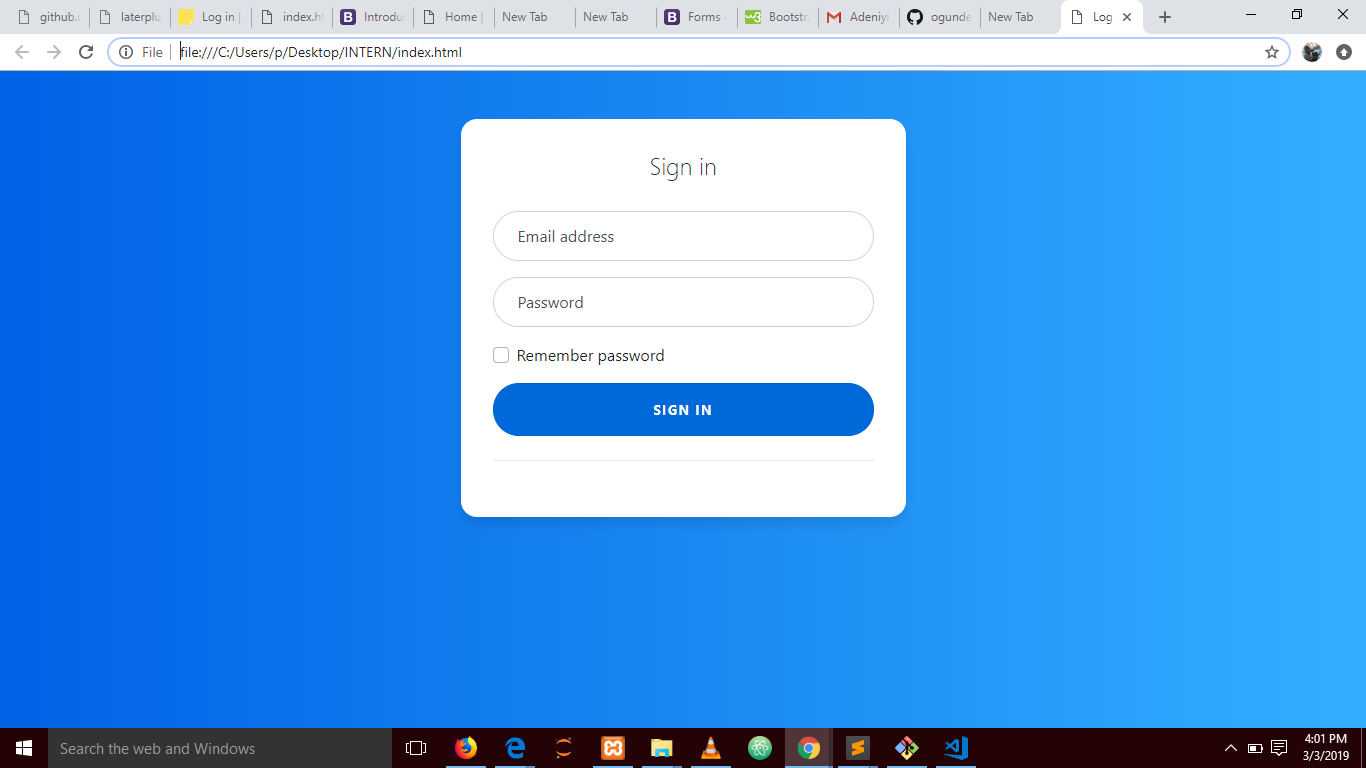 github.c
laterplu
Log in |
index.ht
Introdu
Home |
New Tab
New Tab
Forms ·
Bootstra
Adeniyi
ogunde
New Tab
Log
File
file:///C:/Users/p/Desktop/INTERN/index.html
Sign in
Email address
Password
Remember password
SIGN IN
Search the web and Windows
4:01 PM
3/3/2019